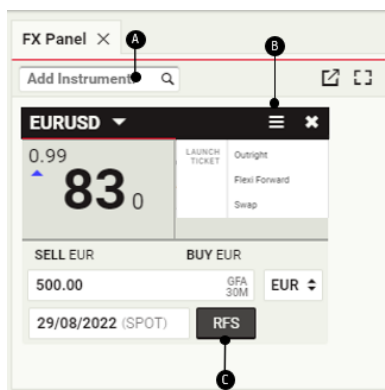 FX Panel ×
A
B
Add Instrument
EURUSD
0.99
83 0
LAUNCH TICKET
Outright
Flexi Forward
Swap
SELL EUR BUY EUR
500.00 GFA 30M EUR
29/08/2022 (SPOT) RFS
C